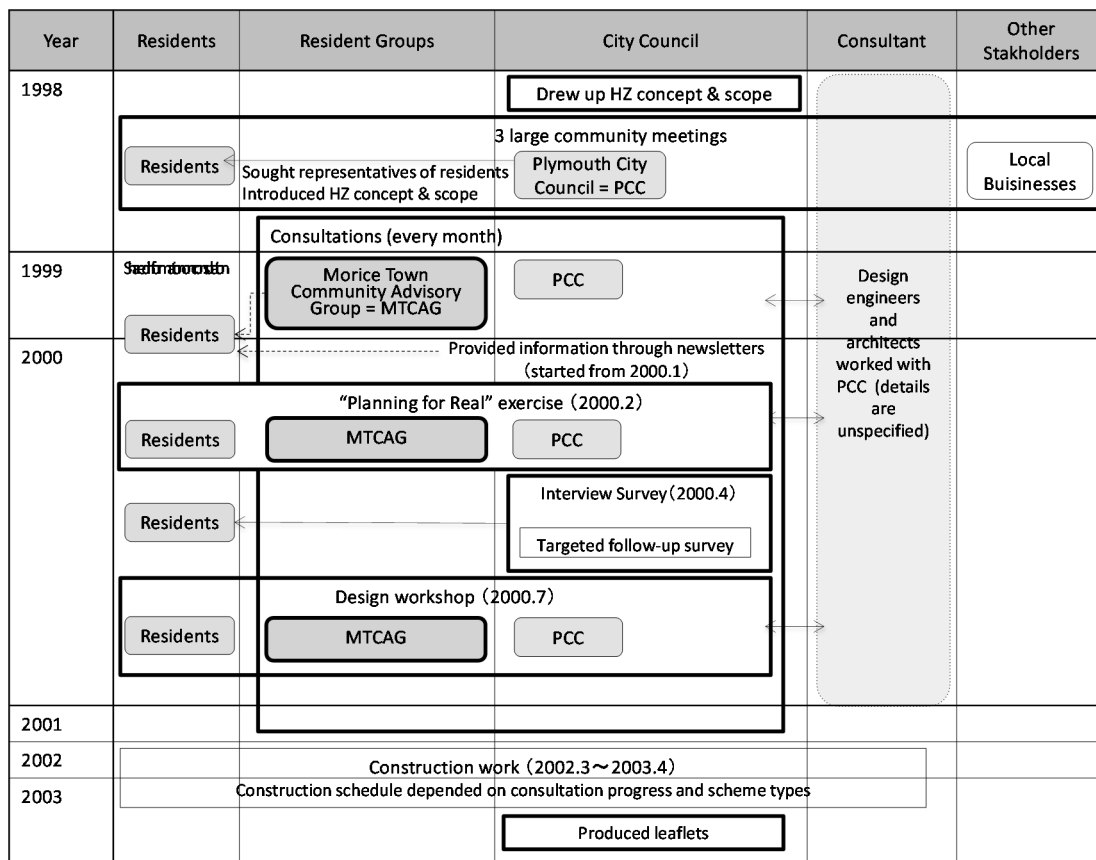 Year
Residents
Resident Groups
City Council
Consultant
Other
Stakholders
1998
Drew up HZ concept & scope
3 large community meetings
Residents
Sought representatives of residents
Introduced HZ concept & scope
Plymouth City
Council = PCC
Local
Buisinesses
Consultations (every month)
1999
Morice Town
Community Advisory
Group = MTCAG
PCC
Residents
Design
engineers
and
architects
worked with
PCC (details
are
unspecified)
2000
Provided information through newsletters
(started from 2000.1)
“Planning for Real” exercise (2000.2)
Residents
MTCAG
PCC
Interview Survey(2000.4)
Residents
Targeted follow-up survey
Design workshop (2000.7)
Residents
MTCAG
PCC
2001
2002
Construction work (2002.3～2003.4)
2003
Construction schedule depended on consultation progress and scheme types
Produced leaflets